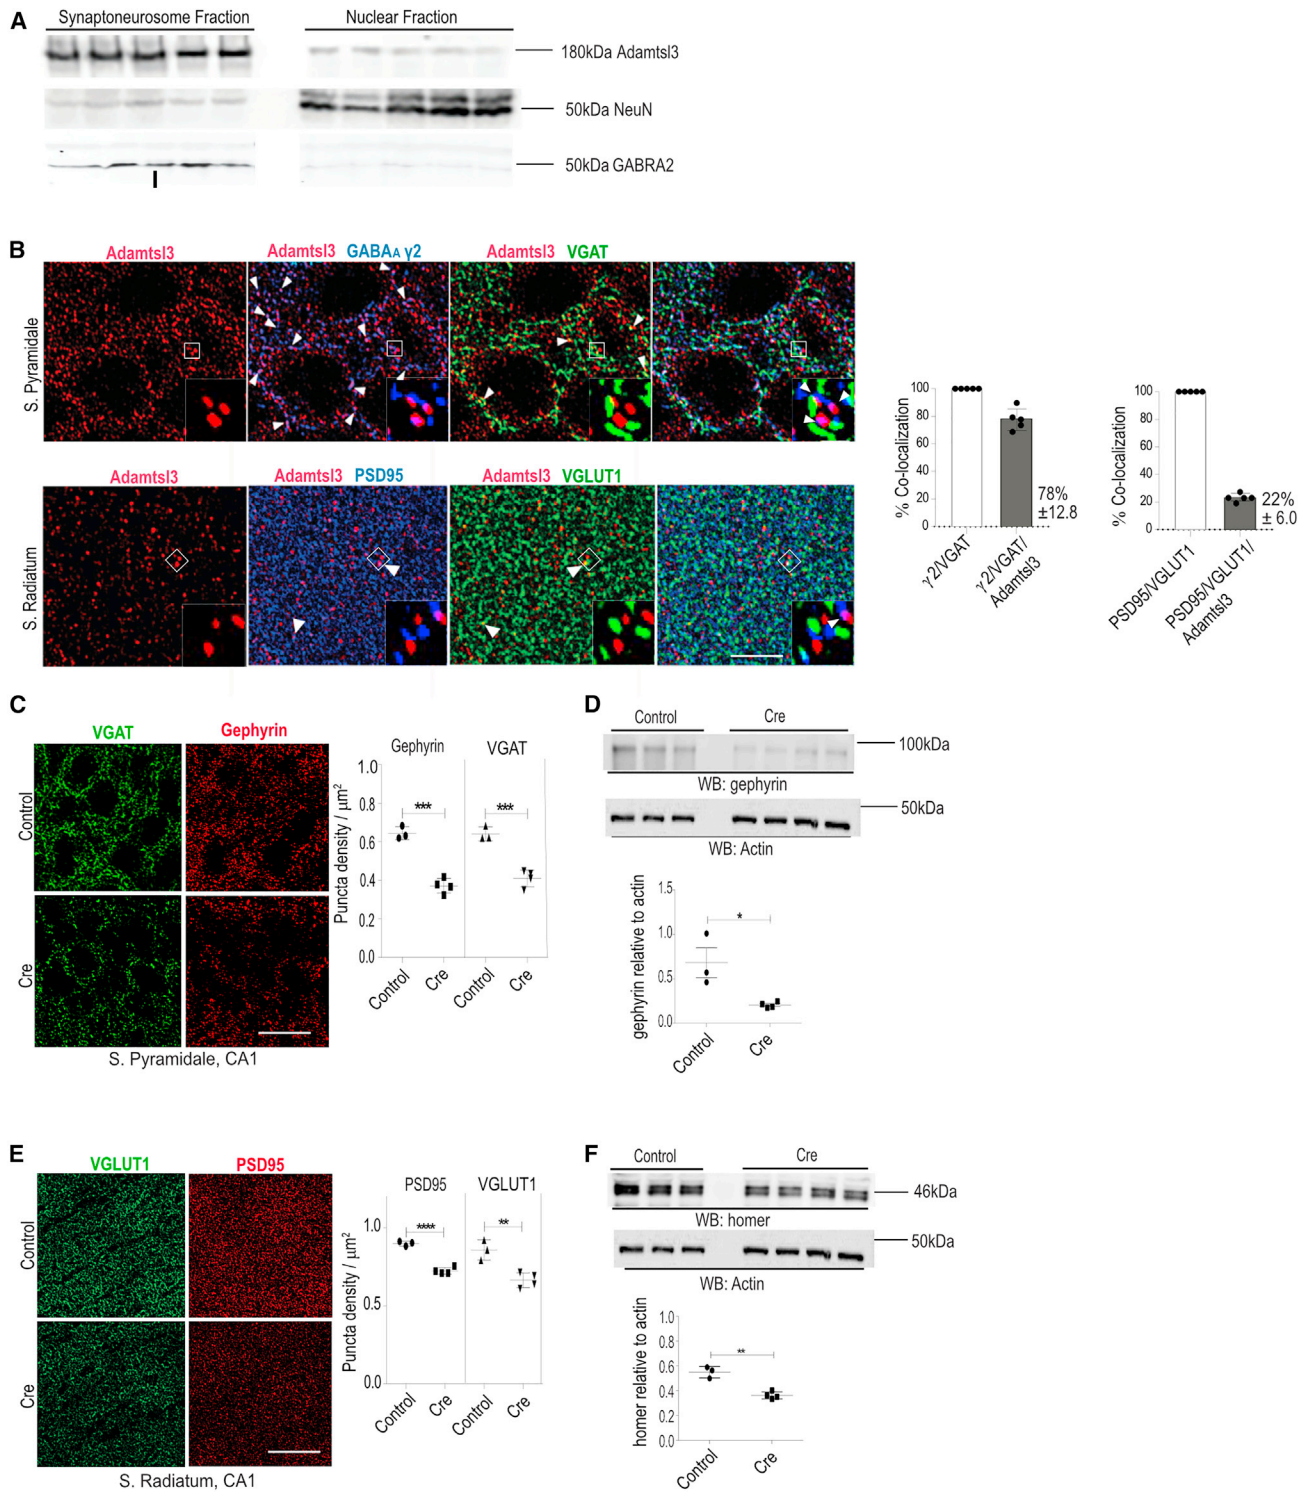 A
Synaptoneurosome Fraction
Nuclear Fraction
180kDa Adamtsl3
50kDa NeuN
50kDa GABRA2
B
Adamtsl3
Adamtsl3 GABAA γ2
Adamtsl3 VGAT
S. Pyramidale
Adamtsl3
Adamtsl3 PSD95
Adamtsl3 VGLUT1
S. Radiatum
% Co-localization
100
80
60
40
20
0
78%
±12.8
γ2/VGAT
γ2/VGAT/
Adamtsl3
% Co-localization
100
80
60
40
20
0
22%
± 6.0
PSD95/VGLUT1
PSD95/VGLUT1/
Adamtsl3
C
VGAT
Gephyrin
Control
Cre
S. Pyramidale, CA1
Gephyrin
VGAT
Puncta density / μm²
1.0
0.8
0.6
0.4
0.2
0.0
***
***
Control
Cre
Control
Cre
D
Control
Cre
100kDa
WB: gephyrin
50kDa
WB: Actin
gephyrin relative to actin
1.5
1.0
0.5
0.0
*
Control
Cre
E
VGLUT1
PSD95
Control
Cre
S. Radiatum, CA1
PSD95
VGLUT1
Puncta density / μm²
1.0
0.5
0.0
****
**
Control
Cre
Control
Cre
F
Control
Cre
46kDa
WB: homer
50kDa
WB: Actin
homer relative to actin
1.0
0.8
0.6
0.4
0.2
0.0
**
Control
Cre